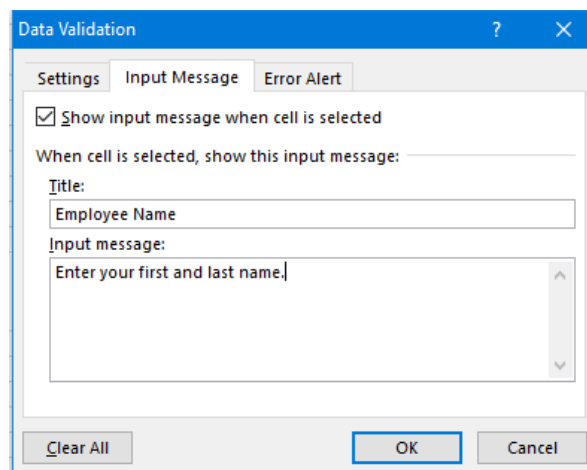 Data Validation ?
Settings Input Message Error Alert
Show input message when cell is selected
When cell is selected, show this input message:
Title:
Employee Name
Input message:
Enter your first and last name.
Clear All OK Cancel